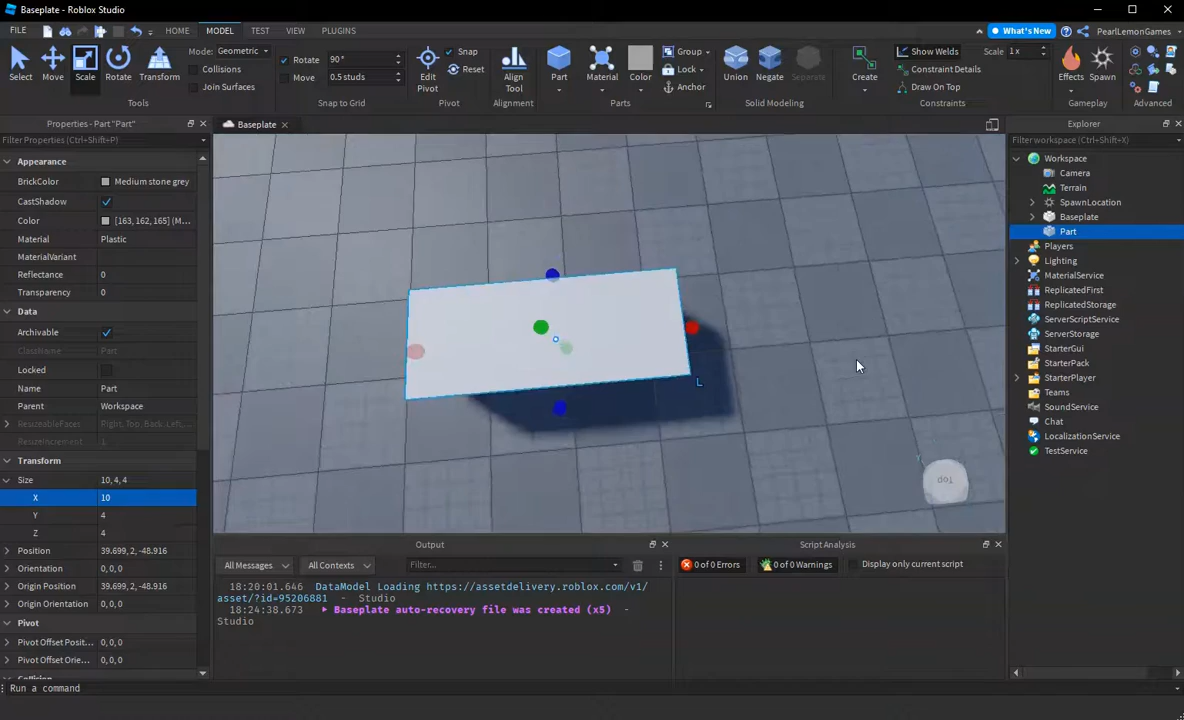 Baseplate - Roblox Studio
FILE HOME MODEL TEST VIEW PLUGINS What's New PearlLemonGames
Select Move Scale Rotate Transform
Mode: Geometric
Collisions
Join Surfaces
Tools
Rotate 90°
Move 0.5 studs
Snap to Grid
Edit Pivot
Snap
Reset
Pivot
Align Tool
Alignment
Part Material Color
Group
Lock
Anchor
Parts
Union Negate Separate
Solid Modeling
Create
Show Welds Scale 1x
Constraint Details
Draw On Top
Constraints
Effects Spawn
Gameplay
Advanced
Properties - Part "Part"
Filter Properties (Ctrl+Shift+P)
Appearance
BrickColor Medium stone grey
CastShadow
Color [163, 162, 165] (M...
Material Plastic
MaterialVariant
Reflectance 0
Transparency 0
Data
Archivable
ClassName Part
Locked
Name Part
Parent Workspace
ResizeableFaces Right, Top, Back, Left,...
ResizeIncrement 1
Transform
Size 10, 4, 4
X 10
Y 4
Z 4
Position 39.699, 2, -48.916
Orientation 0, 0, 0
Origin Position 39.699, 2, -48.916
Origin Orientation 0, 0, 0
Pivot
Pivot Offset Posit... 0, 0, 0
Pivot Offset Orie... 0, 0, 0
Collision
Baseplate
L
Y
Top
Output
All Messages All Contexts Filter...
18:20:01.646 DataModel Loading https://assetdelivery.roblox.com/v1/
asset/?id=95206881 - Studio
18:24:38.673 Baseplate auto-recovery file was created (x5) -
Studio
Script Analysis
0 of 0 Errors 0 of 0 Warnings Display only current script
Explorer
Filter workspace (Ctrl+Shift+X)
Workspace
Camera
Terrain
SpawnLocation
Baseplate
Part
Players
Lighting
MaterialService
ReplicatedFirst
ReplicatedStorage
ServerScriptService
ServerStorage
StarterGui
StarterPack
StarterPlayer
Teams
SoundService
Chat
LocalizationService
TestService
Run a command